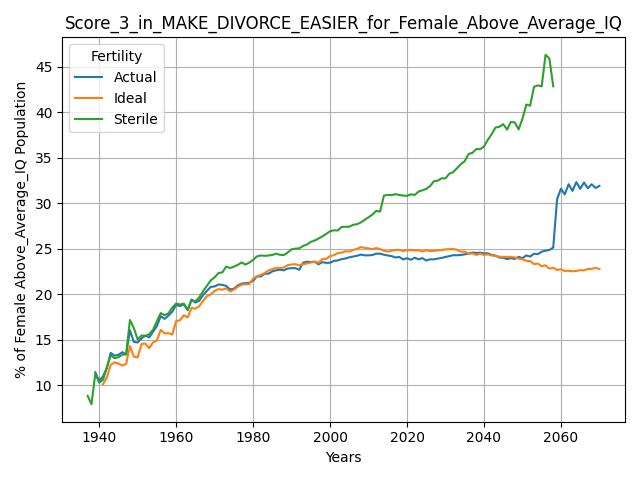 Score_3_in_MAKE_DIVORCE_EASIER_for_Female_Above_Average_IQ
Fertility
Actual
Ideal
Sterile
% of Female Above_Average_IQ Population
45
40
35
30
25
20
15
10
1940
1960
1980
2000
2020
2040
2060
Years